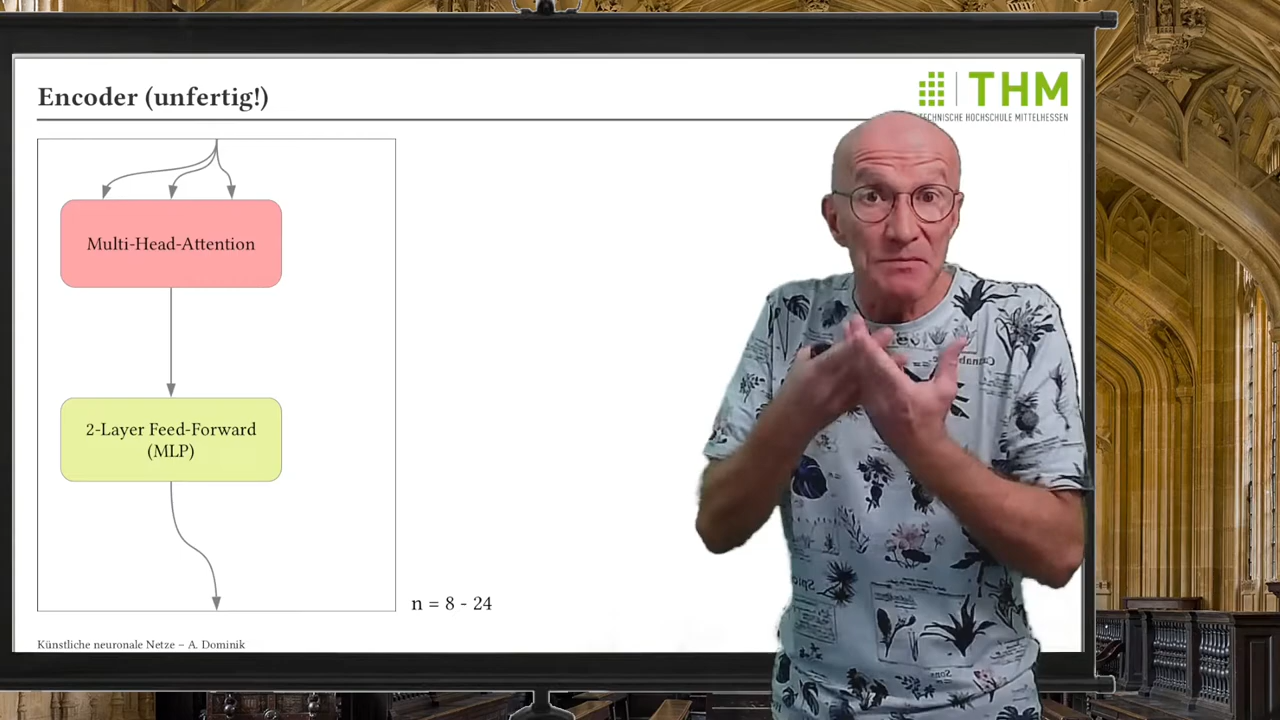 Encoder (unfertig!)
THM
TECHNISCHE HOCHSCHULE MITTELHESSEN
Multi-Head-Attention
2-Layer Feed-Forward
(MLP)
n = 8 - 24
Künstliche neuronale Netze – A. Dominik